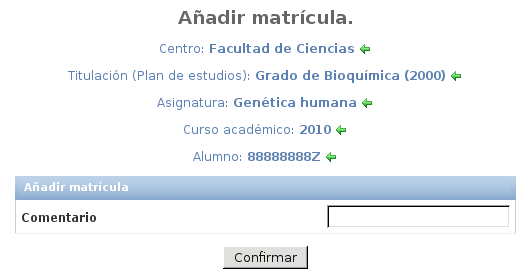 Añadir matrícula.
Centro: Facultad de Ciencias
Titulación (Plan de estudios): Grado de Bioquímica (2000)
Asignatura: Genética humana
Curso académico: 2010
Alumno: 88888888Z
Añadir matrícula
Comentario
Confirmar